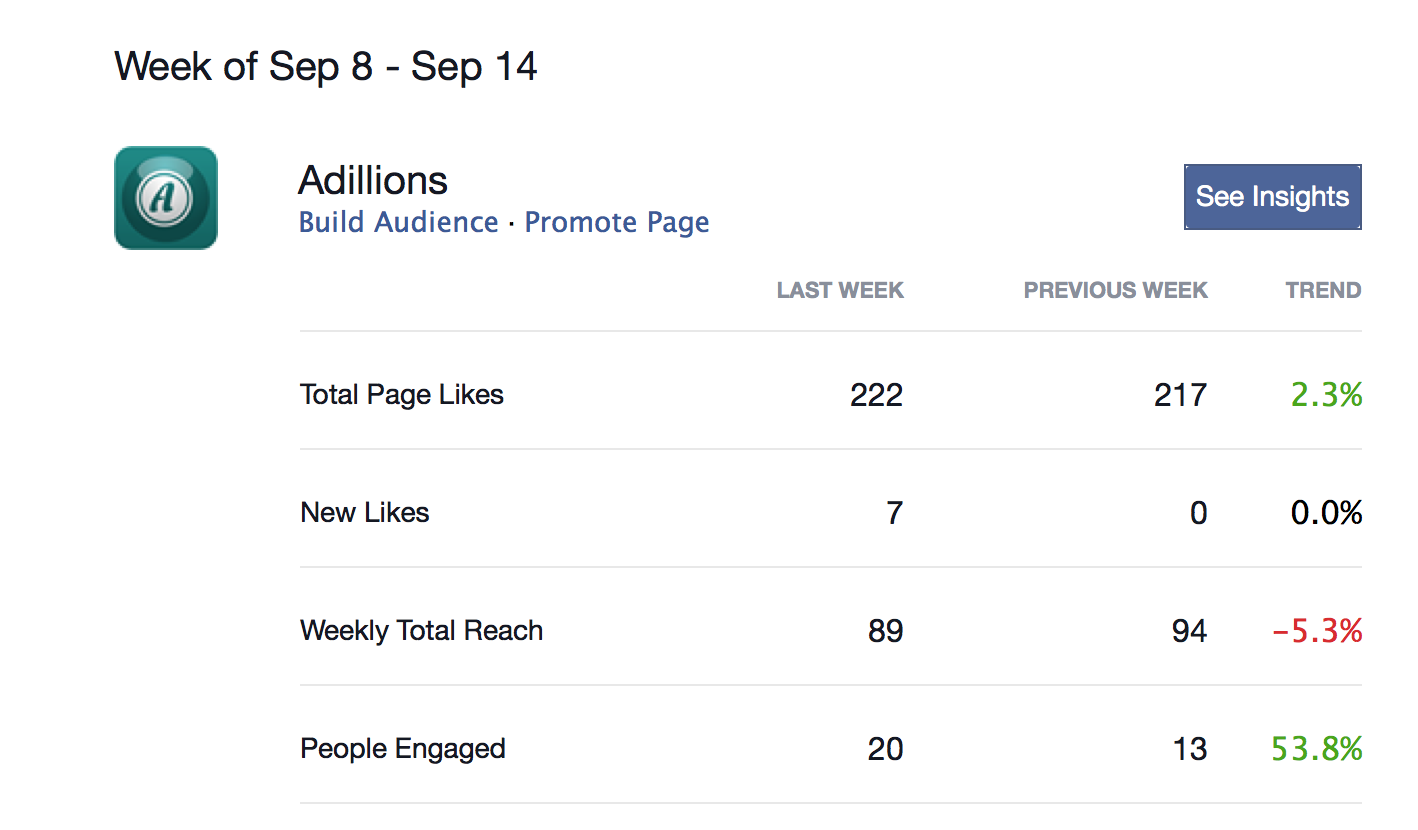 Week of Sep 8 - Sep 14
A
Adillions
See Insights
Build Audience · Promote Page
LAST WEEK PREVIOUS WEEK TREND
Total Page Likes 222 217 2.3%
New Likes 7 0 0.0%
Weekly Total Reach 89 94 −5.3%
People Engaged 20 13 53.8%